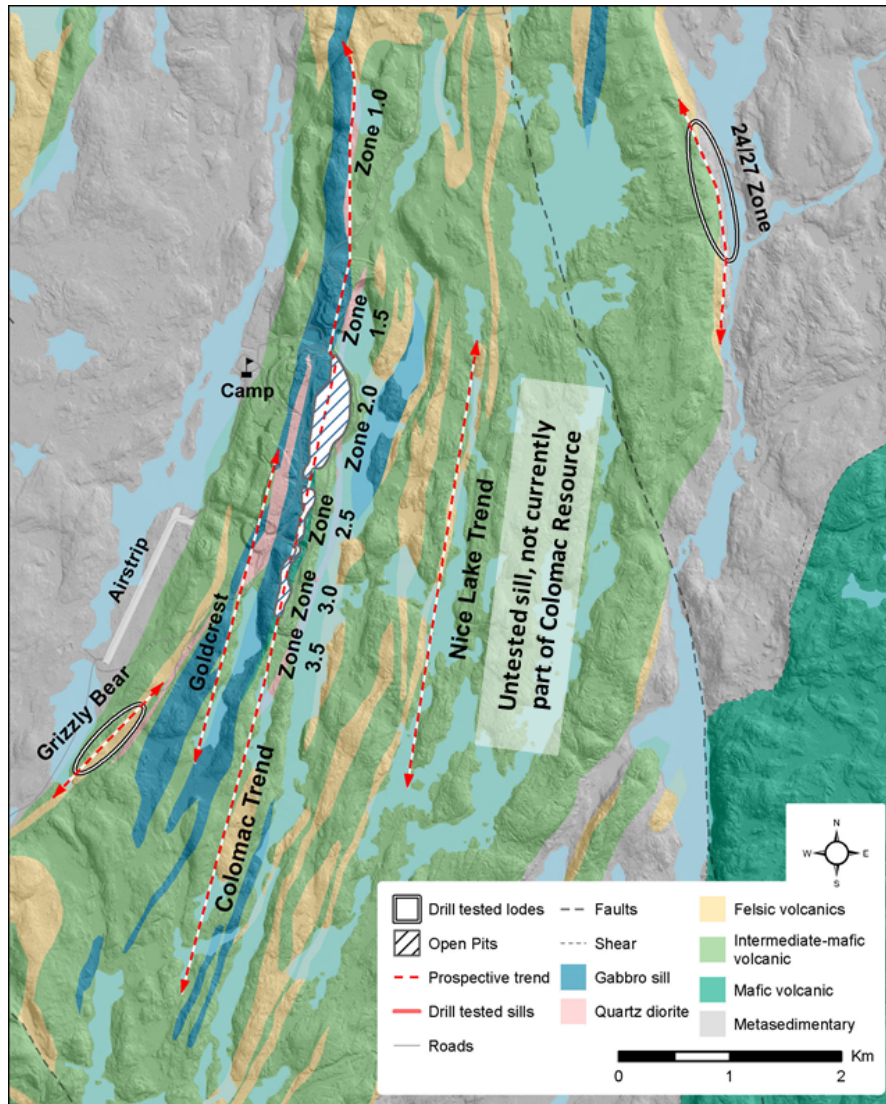 Zone 1.0
24/27 Zone
Zone
1.5
Camp
Zone 2.0
Zone
2.5
Airstrip
Zone
3.0
Zone
3.5
Goldcrest
Grizzly Bear
Nice Lake Trend
Untested sill, not currently
part of Colomac Resource
Colomac Trend
N
W E
S
Drill tested lodes
Open Pits
Prospective trend
Drill tested sills
Roads
Faults
Shear
Gabbro sill
Quartz diorite
Felsic volcanics
Intermediate-mafic
volcanic
Mafic volcanic
Metasedimentary
Km
0 1 2